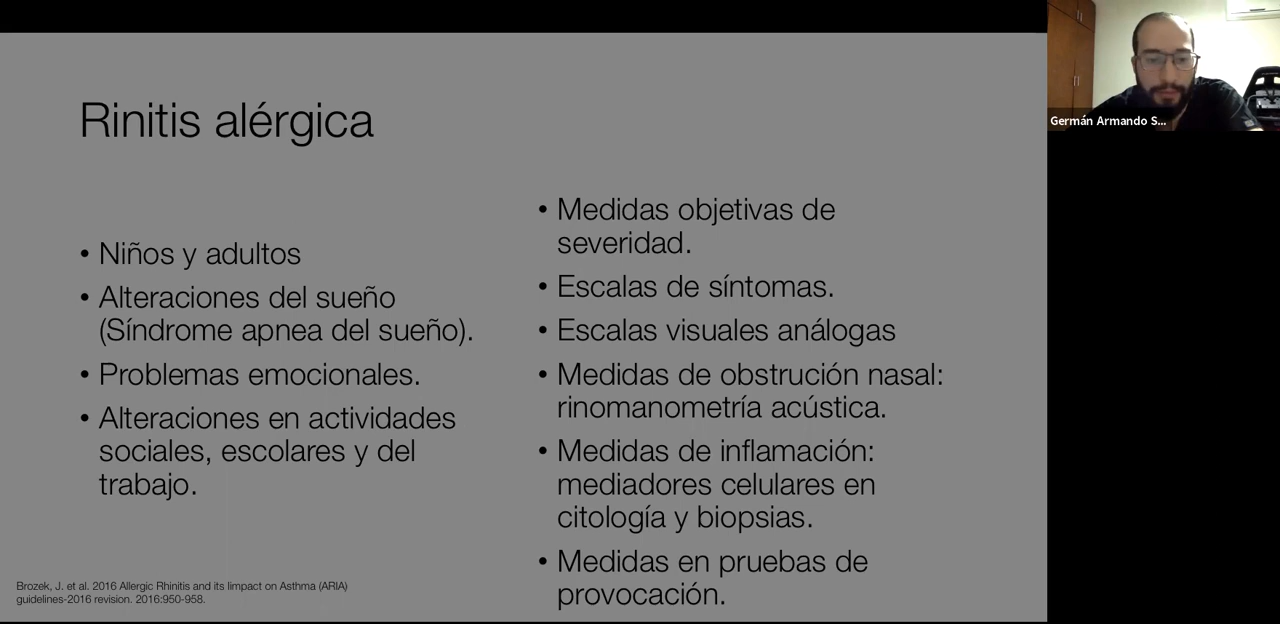 Rinitis alérgica
• Niños y adultos
• Alteraciones del sueño
(Síndrome apnea del sueño).
• Problemas emocionales.
• Alteraciones en actividades
sociales, escolares y del
trabajo.
• Medidas objetivas de
severidad.
• Escalas de síntomas.
• Escalas visuales análogas
• Medidas de obstrución nasal:
rinomanometría acústica.
• Medidas de inflamación:
mediadores celulares en
citología y biopsias.
• Medidas en pruebas de
provocación.
Brozek, J. et al. 2016 Allergic Rhinitis and its Iimpact on Asthma (ARIA)
guidelines-2016 revision. 2016:950-958.
Germán Armando S...